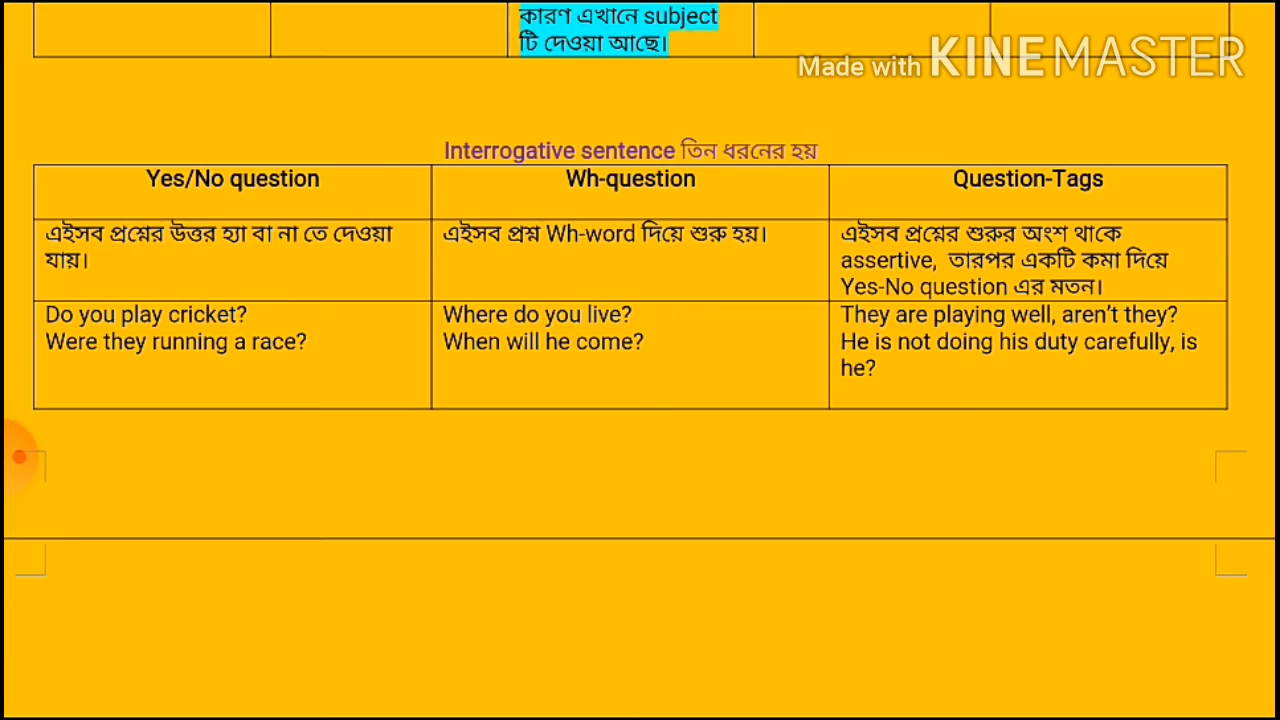 কারণ এখানে subject
টি দেওয়া আছে।
Made with KINEMASTER
Interrogative sentence তিন ধরনের হয়
Yes/No question
Wh-question
Question-Tags
এইসব প্রশ্নের উত্তর হ্যা বা না তে দেওয়া
যায়।
এইসব প্রশ্ন Wh-word দিয়ে শুরু হয়।
এইসব প্রশ্নের শুরুর অংশ থাকে
assertive, তারপর একটি কমা দিয়ে
Yes-No question এর মতন।
Do you play cricket?
Were they running a race?
Where do you live?
When will he come?
They are playing well, aren’t they?
He is not doing his duty carefully, is
he?